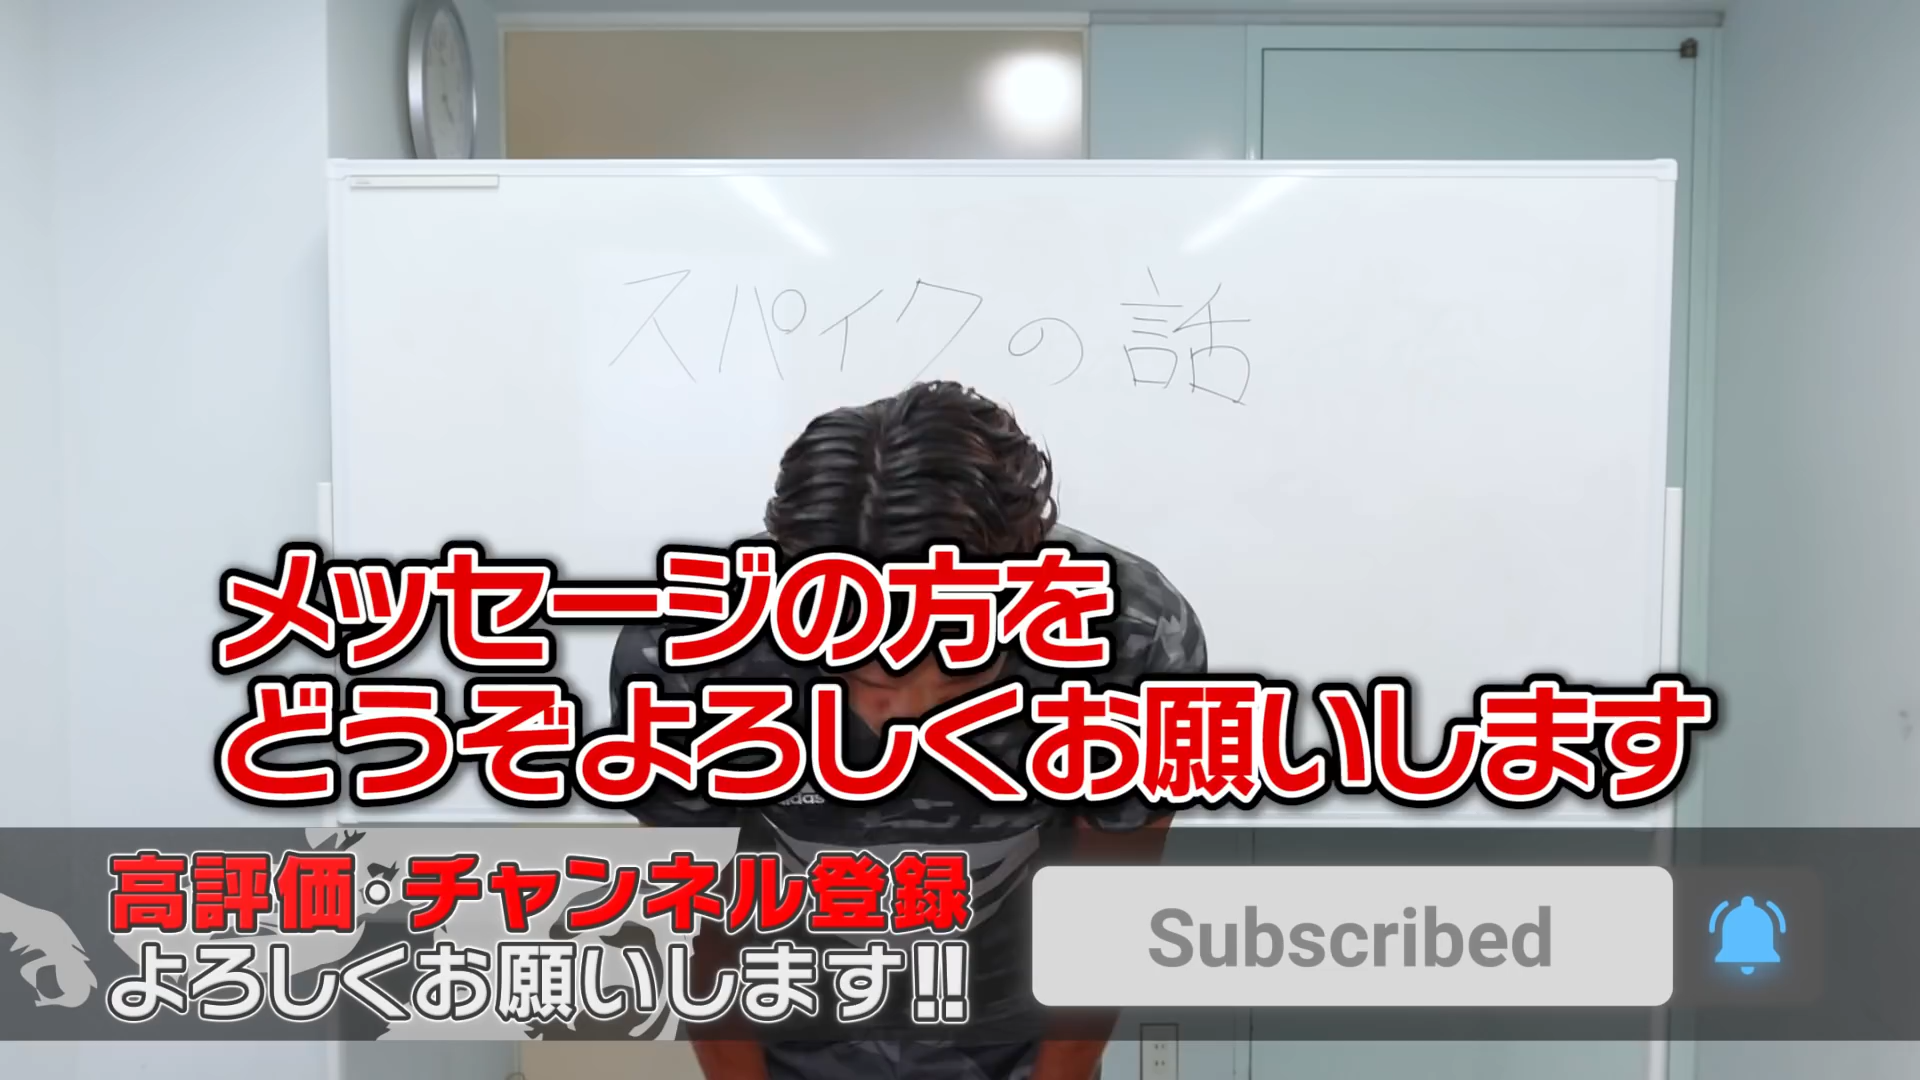 スパイクの話
メッセージの方を
どうぞよろしくお願いします
adidas
高評価・チャンネル登録
よろしくお願いします!!
Subscribed